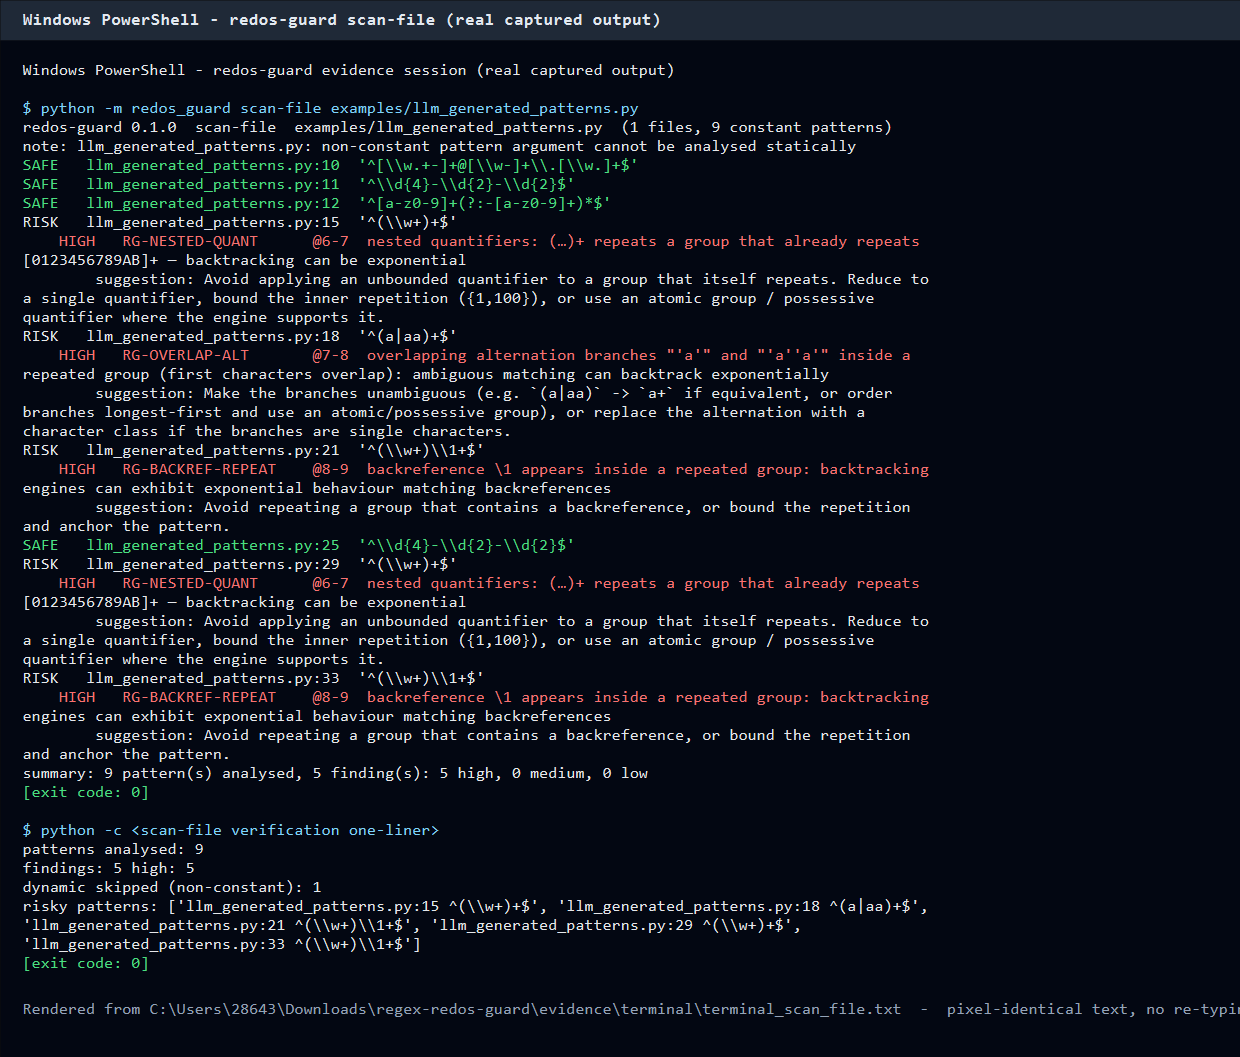 Windows PowerShell - redos-guard scan-file (real captured output)
Windows PowerShell - redos-guard evidence session (real captured output)
$ python -m redos_guard scan-file examples/llm_generated_patterns.py
redos-guard 0.1.0  scan-file  examples/llm_generated_patterns.py  (1 files, 9 constant patterns)
note: llm_generated_patterns.py: non-constant pattern argument cannot be analysed statically
SAFE   llm_generated_patterns.py:10  '^[\\w.+-]+@[\\w-]+\\.[\\w.]+$'
SAFE   llm_generated_patterns.py:11  '^\\d{4}-\\d{2}-\\d{2}$'
SAFE   llm_generated_patterns.py:12  '^[a-z0-9]+(?:-[a-z0-9]+)*$'
RISK   llm_generated_patterns.py:15  '^(\\w+)+$'
    HIGH   RG-NESTED-QUANT      @6-7  nested quantifiers: (…)+ repeats a group that already repeats
[0123456789AB]+ — backtracking can be exponential
        suggestion: Avoid applying an unbounded quantifier to a group that itself repeats. Reduce to
a single quantifier, bound the inner repetition ({1,100}), or use an atomic group / possessive
quantifier where the engine supports it.
RISK   llm_generated_patterns.py:18  '^(a|aa)+$'
    HIGH   RG-OVERLAP-ALT       @7-8  overlapping alternation branches "'a'" and "'a''a'" inside a
repeated group (first characters overlap): ambiguous matching can backtrack exponentially
        suggestion: Make the branches unambiguous (e.g. `(a|aa)` -> `a+` if equivalent, or order
branches longest-first and use an atomic/possessive group), or replace the alternation with a
character class if the branches are single characters.
RISK   llm_generated_patterns.py:21  '^(\\w+)\\1+$'
    HIGH   RG-BACKREF-REPEAT    @8-9  backreference \1 appears inside a repeated group: backtracking
engines can exhibit exponential behaviour matching backreferences
        suggestion: Avoid repeating a group that contains a backreference, or bound the repetition
and anchor the pattern.
SAFE   llm_generated_patterns.py:25  '^\\d{4}-\\d{2}-\\d{2}$'
RISK   llm_generated_patterns.py:29  '^(\\w+)+$'
    HIGH   RG-NESTED-QUANT      @6-7  nested quantifiers: (…)+ repeats a group that already repeats
[0123456789AB]+ — backtracking can be exponential
        suggestion: Avoid applying an unbounded quantifier to a group that itself repeats. Reduce to
a single quantifier, bound the inner repetition ({1,100}), or use an atomic group / possessive
quantifier where the engine supports it.
RISK   llm_generated_patterns.py:33  '^(\\w+)\\1+$'
    HIGH   RG-BACKREF-REPEAT    @8-9  backreference \1 appears inside a repeated group: backtracking
engines can exhibit exponential behaviour matching backreferences
        suggestion: Avoid repeating a group that contains a backreference, or bound the repetition
and anchor the pattern.
summary: 9 pattern(s) analysed, 5 finding(s): 5 high, 0 medium, 0 low
[exit code: 0]
$ python -c <scan-file verification one-liner>
patterns analysed: 9
findings: 5 high: 5
dynamic skipped (non-constant): 1
risky patterns: ['llm_generated_patterns.py:15 ^(\\w+)+$', 'llm_generated_patterns.py:18 ^(a|aa)+$',
'llm_generated_patterns.py:21 ^(\\w+)\\1+$', 'llm_generated_patterns.py:29 ^(\\w+)+$',
'llm_generated_patterns.py:33 ^(\\w+)\\1+$']
[exit code: 0]
Rendered from C:\Users\28643\Downloads\regex-redos-guard\evidence\terminal\terminal_scan_file.txt  -  pixel-identical text, no